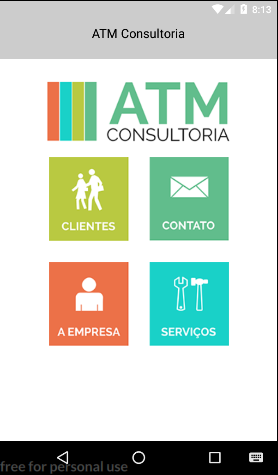 8:13
ATM Consultoria
ATM
CONSULTORIA
CLIENTES
CONTATO
A EMPRESA
SERVIÇOS
free for personal use